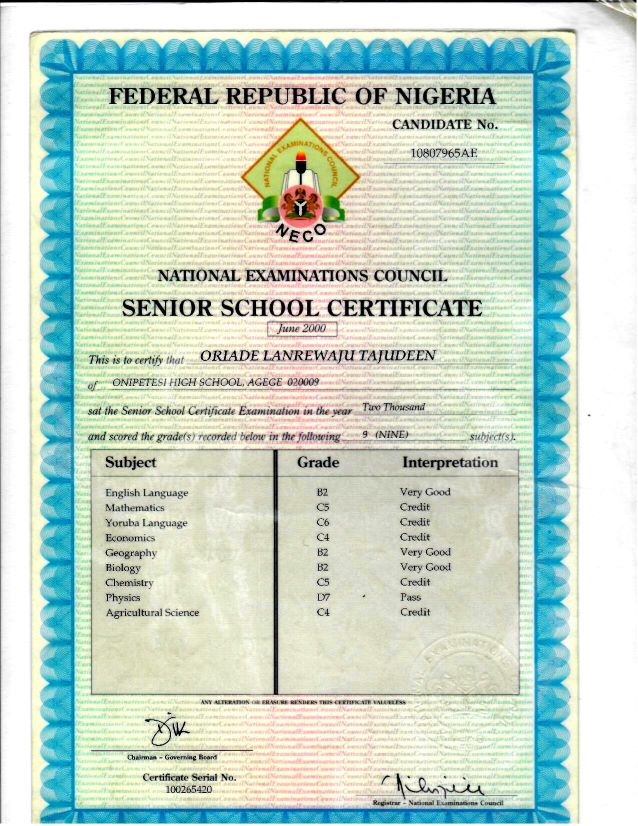 FEDERAL REPUBLIC OF NIGERIA
CANDIDATE No.
10807965AE
NATIONAL EXAMINATIONS COUNCIL
NECO
NATIONAL EXAMINATIONS COUNCIL
SENIOR SCHOOL CERTIFICATE
June 2000
This is to certify that ORIADE LANREWAJU TAJUDEEN
of ONIPETESI HIGH SCHOOL, AGEGE 020009
sat the Senior School Certificate Examination in the year Two Thousand
and scored the grade(s) recorded below in the following 9 (NINE) subject(s).
Subject Grade Interpretation
English Language B2 Very Good
Mathematics C5 Credit
Yoruba Language C6 Credit
Economics C4 Credit
Geography B2 Very Good
Biology B2 Very Good
Chemistry C5 Credit
Physics D7 Pass
Agricultural Science C4 Credit
ANY ALTERATION OR ERASURE RENDERS THIS CERTIFICATE VALUELESS
Chairman - Governing Board
Certificate Serial No.
100265420
Registrar - National Examinations Council